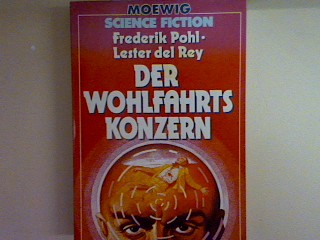 MOEWIG
SCIENCE FICTION
Frederik Pohl·
Lester del Rey
DER
WOHLFAHRTS
KONZERN